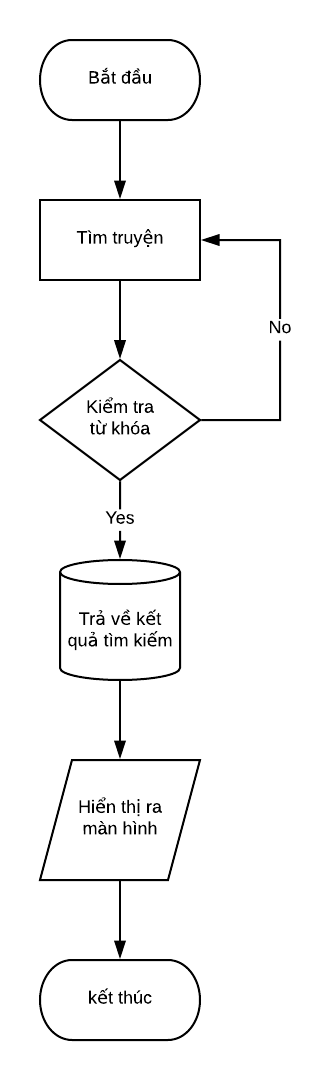 Bắt đầu
Tìm truyện
No
Kiểm tra
từ khóa
Yes
Trả về kết
quả tìm kiếm
Hiển thị ra
màn hình
kết thúc